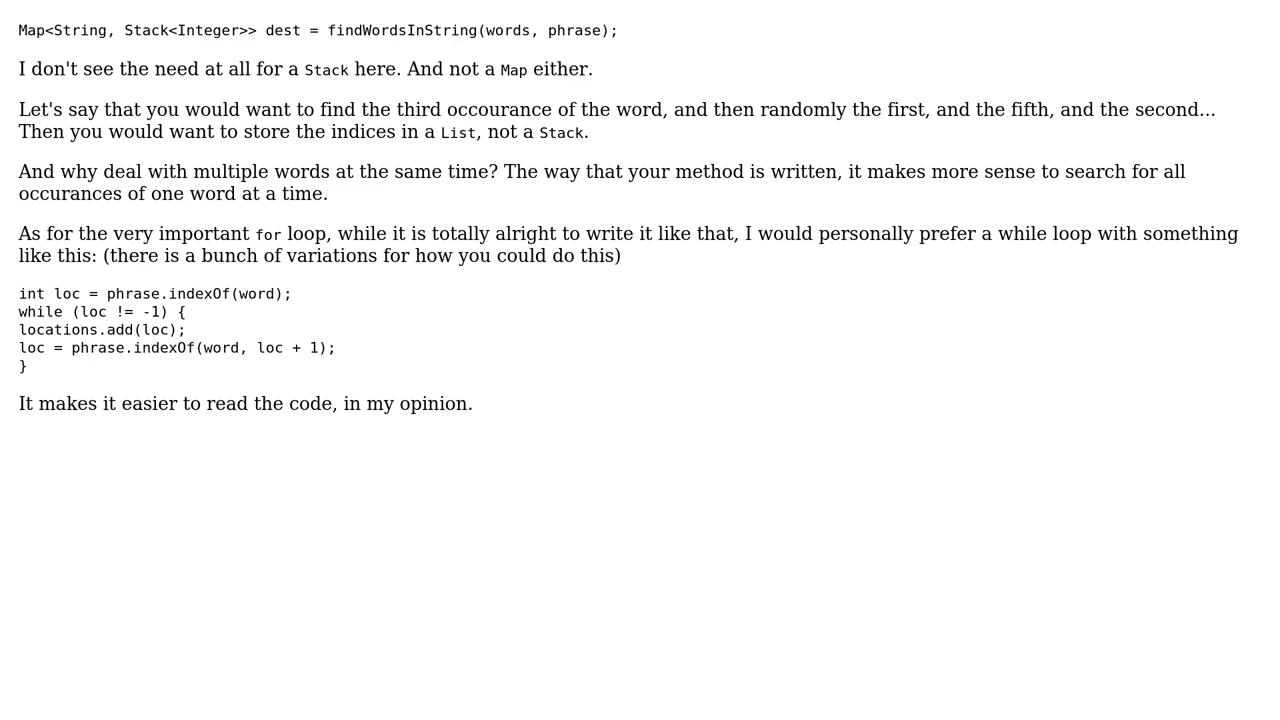 Map<String, Stack<Integer>> dest = findWordsInString(words, phrase);
I don't see the need at all for a Stack here. And not a Map either.
Let's say that you would want to find the third occourance of the word, and then randomly the first, and the fifth, and the second...
Then you would want to store the indices in a List, not a Stack.
And why deal with multiple words at the same time? The way that your method is written, it makes more sense to search for all
occurances of one word at a time.
As for the very important for loop, while it is totally alright to write it like that, I would personally prefer a while loop with something
like this: (there is a bunch of variations for how you could do this)
int loc = phrase.indexOf(word);
while (loc != -1) {
locations.add(loc);
loc = phrase.indexOf(word, loc + 1);
}
It makes it easier to read the code, in my opinion.